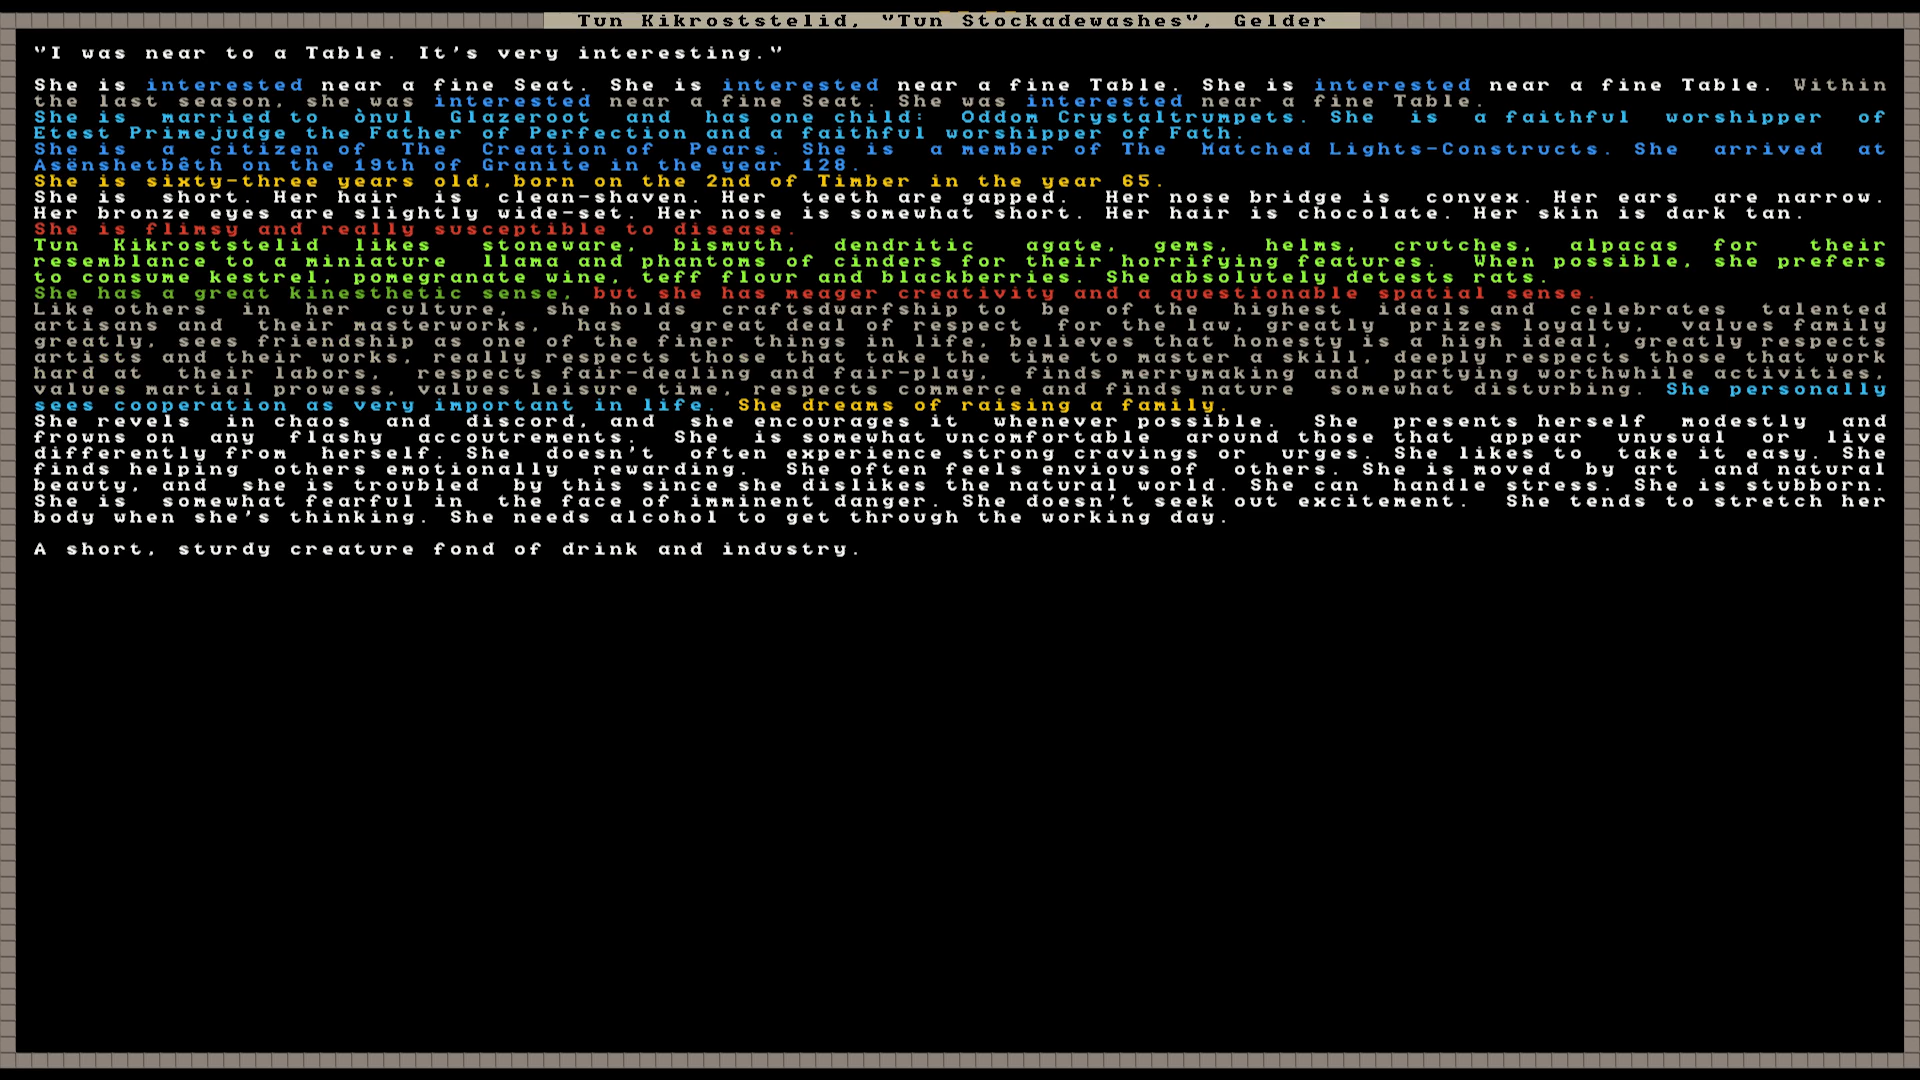 Tun Kikroststelid, "Tun Stockadewashes", Gelder
"I was near to a Table. It's very interesting."
She is interested near a fine Seat. She is interested near a fine Table. She is interested near a fine Table. Within
the last season, she was interested near a fine Seat. She was interested near a fine Table.
She is married to ònul Glazeroot and has one child: Oddom Crystaltrumpets. She is a faithful worshipper of
Etest Primejudge the Father of Perfection and a faithful worshipper of Fath.
She is a citizen of The Creation of Pears. She is a member of The Matched Lights-Constructs. She arrived at
Asënshetbêth on the 19th of Granite in the year 128.
She is sixty-three years old, born on the 2nd of Timber in the year 65.
She is short. Her hair is clean-shaven. Her teeth are gapped. Her nose bridge is convex. Her ears are narrow.
Her bronze eyes are slightly wide-set. Her nose is somewhat short. Her hair is chocolate. Her skin is dark tan.
She is flimsy and really susceptible to disease.
Tun Kikroststelid likes stoneware, bismuth, dendritic agate, gems, helms, crutches, alpacas for their
resemblance to a miniature llama and phantoms of cinders for their horrifying features. When possible, she prefers
to consume kestrel, pomegranate wine, teff flour and blackberries. She absolutely detests rats.
She has a great kinesthetic sense, but she has meager creativity and a questionable spatial sense.
Like others in her culture, she holds craftsdwarfship to be of the highest ideals and celebrates talented
artisans and their masterworks, has a great deal of respect for the law, greatly prizes loyalty, values family
greatly, sees friendship as one of the finer things in life, believes that honesty is a high ideal, greatly respects
artists and their works, really respects those that take the time to master a skill, deeply respects those that work
hard at their labors, respects fair-dealing and fair-play, finds merrymaking and partying worthwhile activities,
values martial prowess, values leisure time, respects commerce and finds nature somewhat disturbing. She personally
sees cooperation as very important in life. She dreams of raising a family.
She revels in chaos and discord, and she encourages it whenever possible. She presents herself modestly and
frowns on any flashy accoutrements. She is somewhat uncomfortable around those that appear unusual or live
differently from herself. She doesn't often experience strong cravings or urges. She likes to take it easy. She
finds helping others emotionally rewarding. She often feels envious of others. She is moved by art and natural
beauty, and she is troubled by this since she dislikes the natural world. She can handle stress. She is stubborn.
She is somewhat fearful in the face of imminent danger. She doesn't seek out excitement. She tends to stretch her
body when she's thinking. She needs alcohol to get through the working day.
A short, sturdy creature fond of drink and industry.